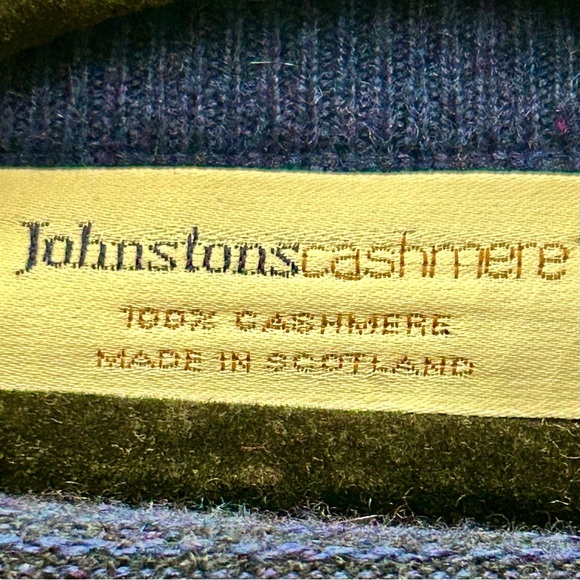 Johnstonscashmere
100% CASHMERE
MADE IN SCOTLAND